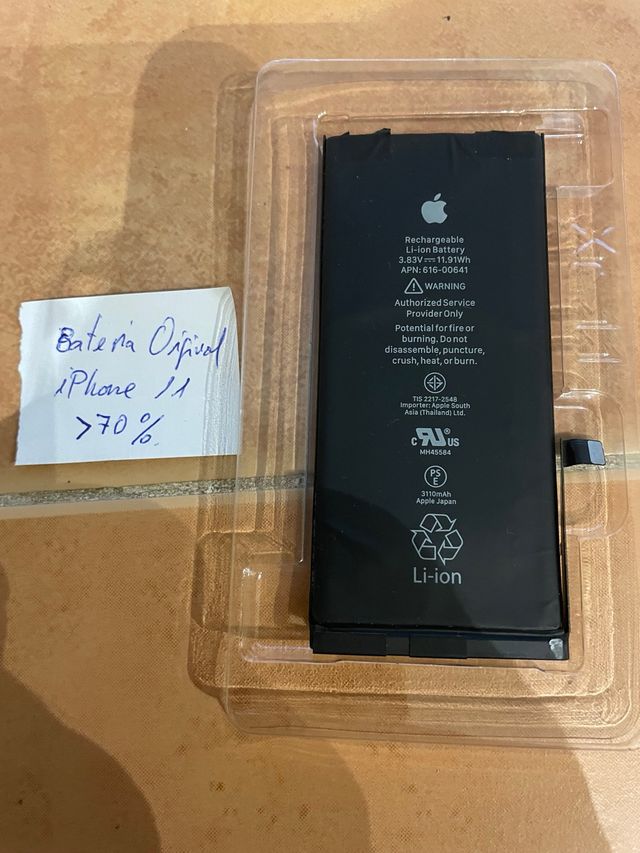 Bateria Original
iPhone 11
>70%
Rechargeable
Li-ion Battery
3.83V⎓11.91Wh
APN: 616-00641
WARNING
Authorized Service
Provider Only
Potential for fire or
burning. Do not
disassemble, puncture,
crush, heat, or burn.
TIS 2217-2548
Importer: Apple South
Asia (Thailand) Ltd.
c RU® US
MH45584
PS
E
3110mAh
Apple Japan
Li-ion